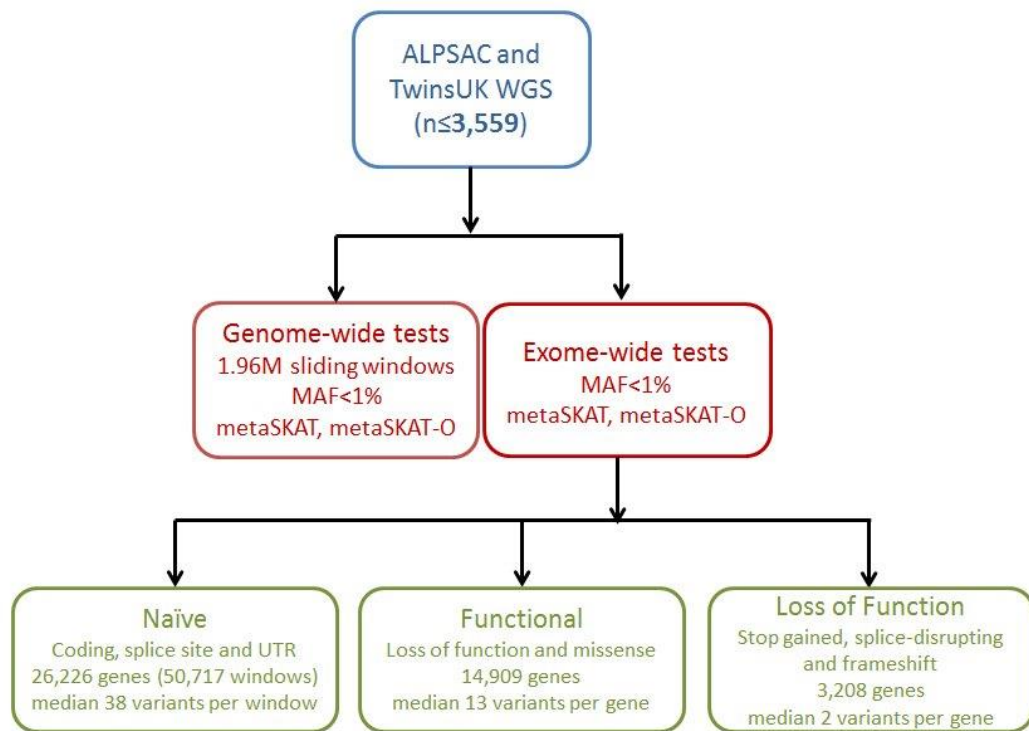 ALPSAC and
TwinsUK WGS
(n≤3,559)
Genome-wide tests
1.96M sliding windows
MAF<1%
metaSKAT, metaSKAT-O
Exome-wide tests
MAF<1%
metaSKAT, metaSKAT-O
Naïve
Coding, splice site and UTR
26,226 genes (50,717 windows)
median 38 variants per window
Functional
Loss of function and missense
14,909 genes
median 13 variants per gene
Loss of Function
Stop gained, splice-disrupting
and frameshift
3,208 genes
median 2 variants per gene